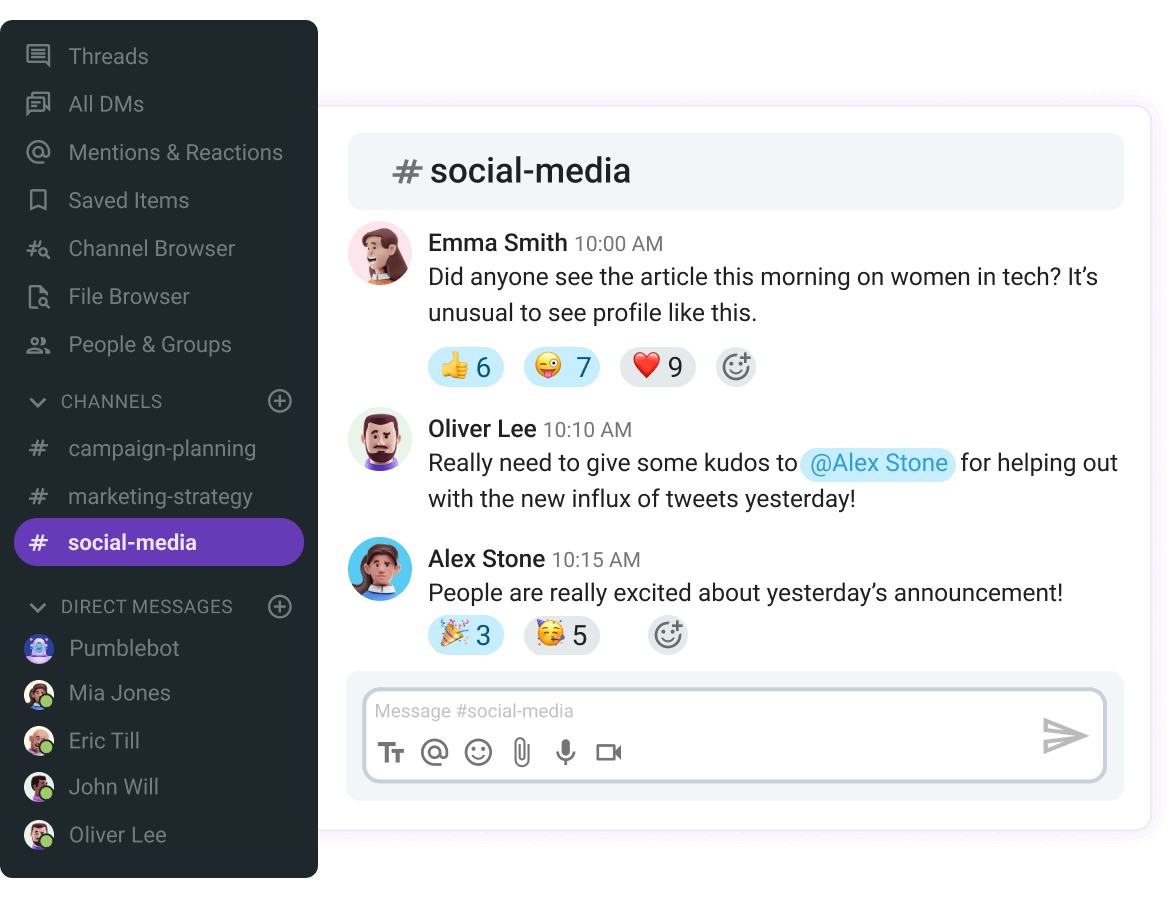 Threads
All DMs
Mentions & Reactions
Saved Items
Channel Browser
File Browser
People & Groups
CHANNELS
# campaign-planning
# marketing-strategy
# social-media
DIRECT MESSAGES
Pumblebot
Mia Jones
Eric Till
John Will
Oliver Lee
# social-media
Emma Smith 10:00 AM
Did anyone see the article this morning on women in tech? It’s
unusual to see profile like this.
👍 6 😜 7 ❤️ 9
Oliver Lee 10:10 AM
Really need to give some kudos to @Alex Stone for helping out
with the new influx of tweets yesterday!
Alex Stone 10:15 AM
People are really excited about yesterday’s announcement!
🎉 3 🥳 5
Message #social-media
Tт @